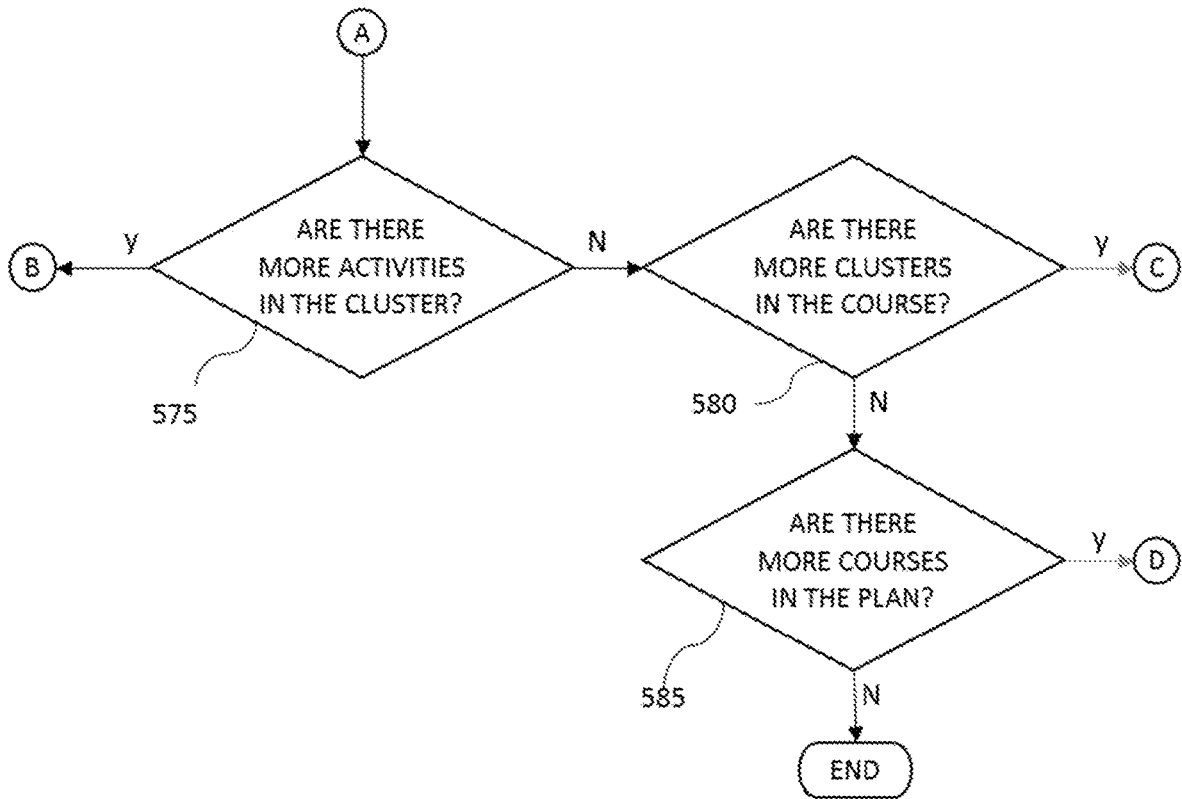 A
ARE THERE
MORE ACTIVITIES
IN THE CLUSTER?
y
B
N
575
ARE THERE
MORE CLUSTERS
IN THE COURSE?
y
C
580
N
ARE THERE
MORE COURSES
IN THE PLAN?
y
D
585
N
END